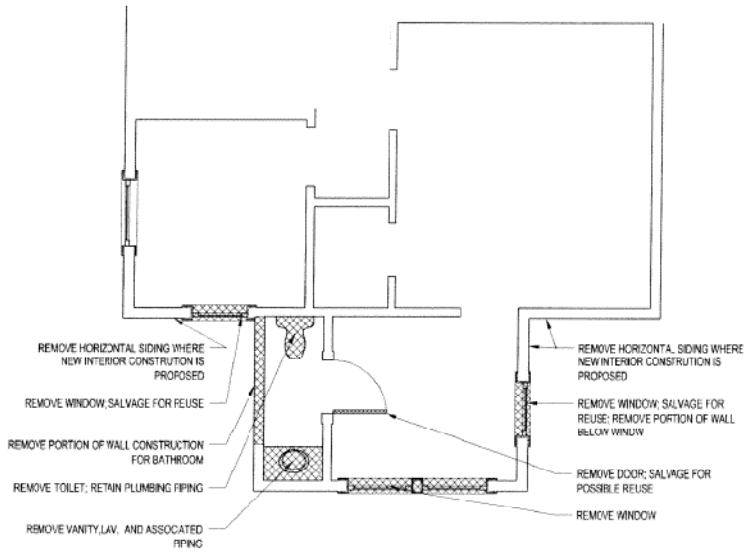 REMOVE HORIZONTAL SIDING WHERE
NEW INTERIOR CONSTRUTION IS
PROPOSED
REMOVE WINDOW; SALVAGE FOR REUSE
REMOVE PORTION OF WALL CONSTRUCTION
FOR BATHROOM
REMOVE TOILET; RETAIN PLUMBING PIPING
REMOVE VANITY, LAV, AND ASSOCATED
PIPING
REMOVE HORIZONTAL SIDING WHERE
NEW INTERIOR CONSTRUTION IS
PROPOSED
REMOVE WINDOW; SALVAGE FOR
REUSE; REMOVE PORTION OF WALL
BELOW WINDW
REMOVE DOOR; SALVAGE FOR
POSSIBLE REUSE
REMOVE WINDOW